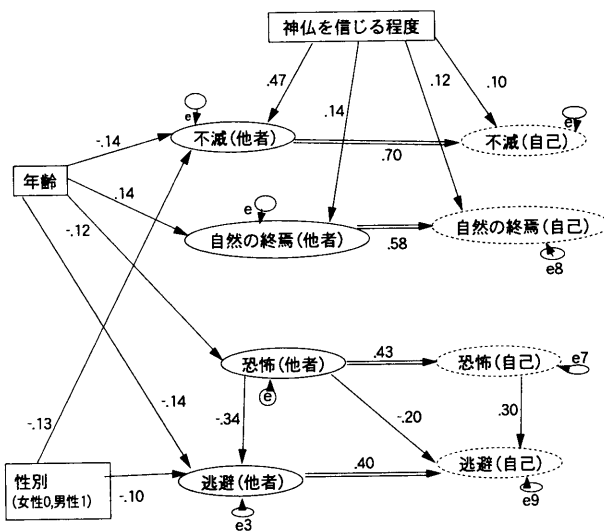 神仏を信じる程度
.47
.14
.12
.10
e
e
-.14
不滅(他者)
.70
不滅(自己)
年齢
.14
e
-.12
自然の終焉(他者)
.58
自然の終焉(自己)
e8
恐怖(他者)
.43
恐怖(自己)
e7
e
-.13
-.14
-.34
-.20
.30
性別
(女性0,男性1)
-.10
逃避(他者)
.40
逃避(自己)
e3
e9